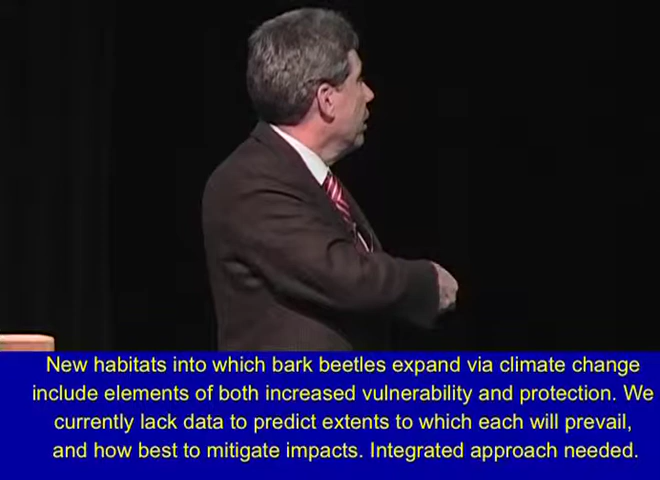 New habitats into which bark beetles expand via climate change
include elements of both increased vulnerability and protection. We
currently lack data to predict extents to which each will prevail,
and how best to mitigate impacts. Integrated approach needed.